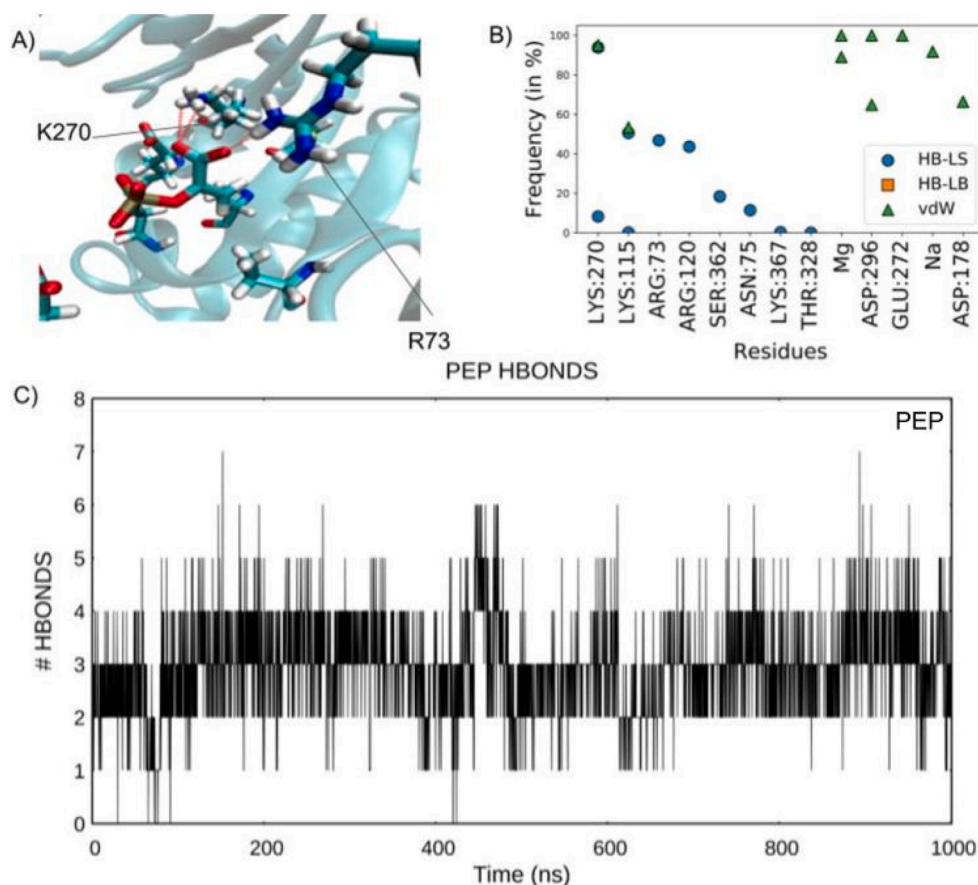 A)
K270
R73
B)
Frequency (in %)
100
80
60
40
20
0
HB-LS
HB-LB
vdW
LYS:270
LYS:115
ARG:73
ARG:120
SER:362
ASN:75
LYS:367
THR:328
Mg
ASP:296
GLU:272
Na
ASP:178
Residues
PEP HBONDS
C)
PEP
# HBONDS
8
7
6
5
4
3
2
1
0
0 200 400 600 800 1000
Time (ns)